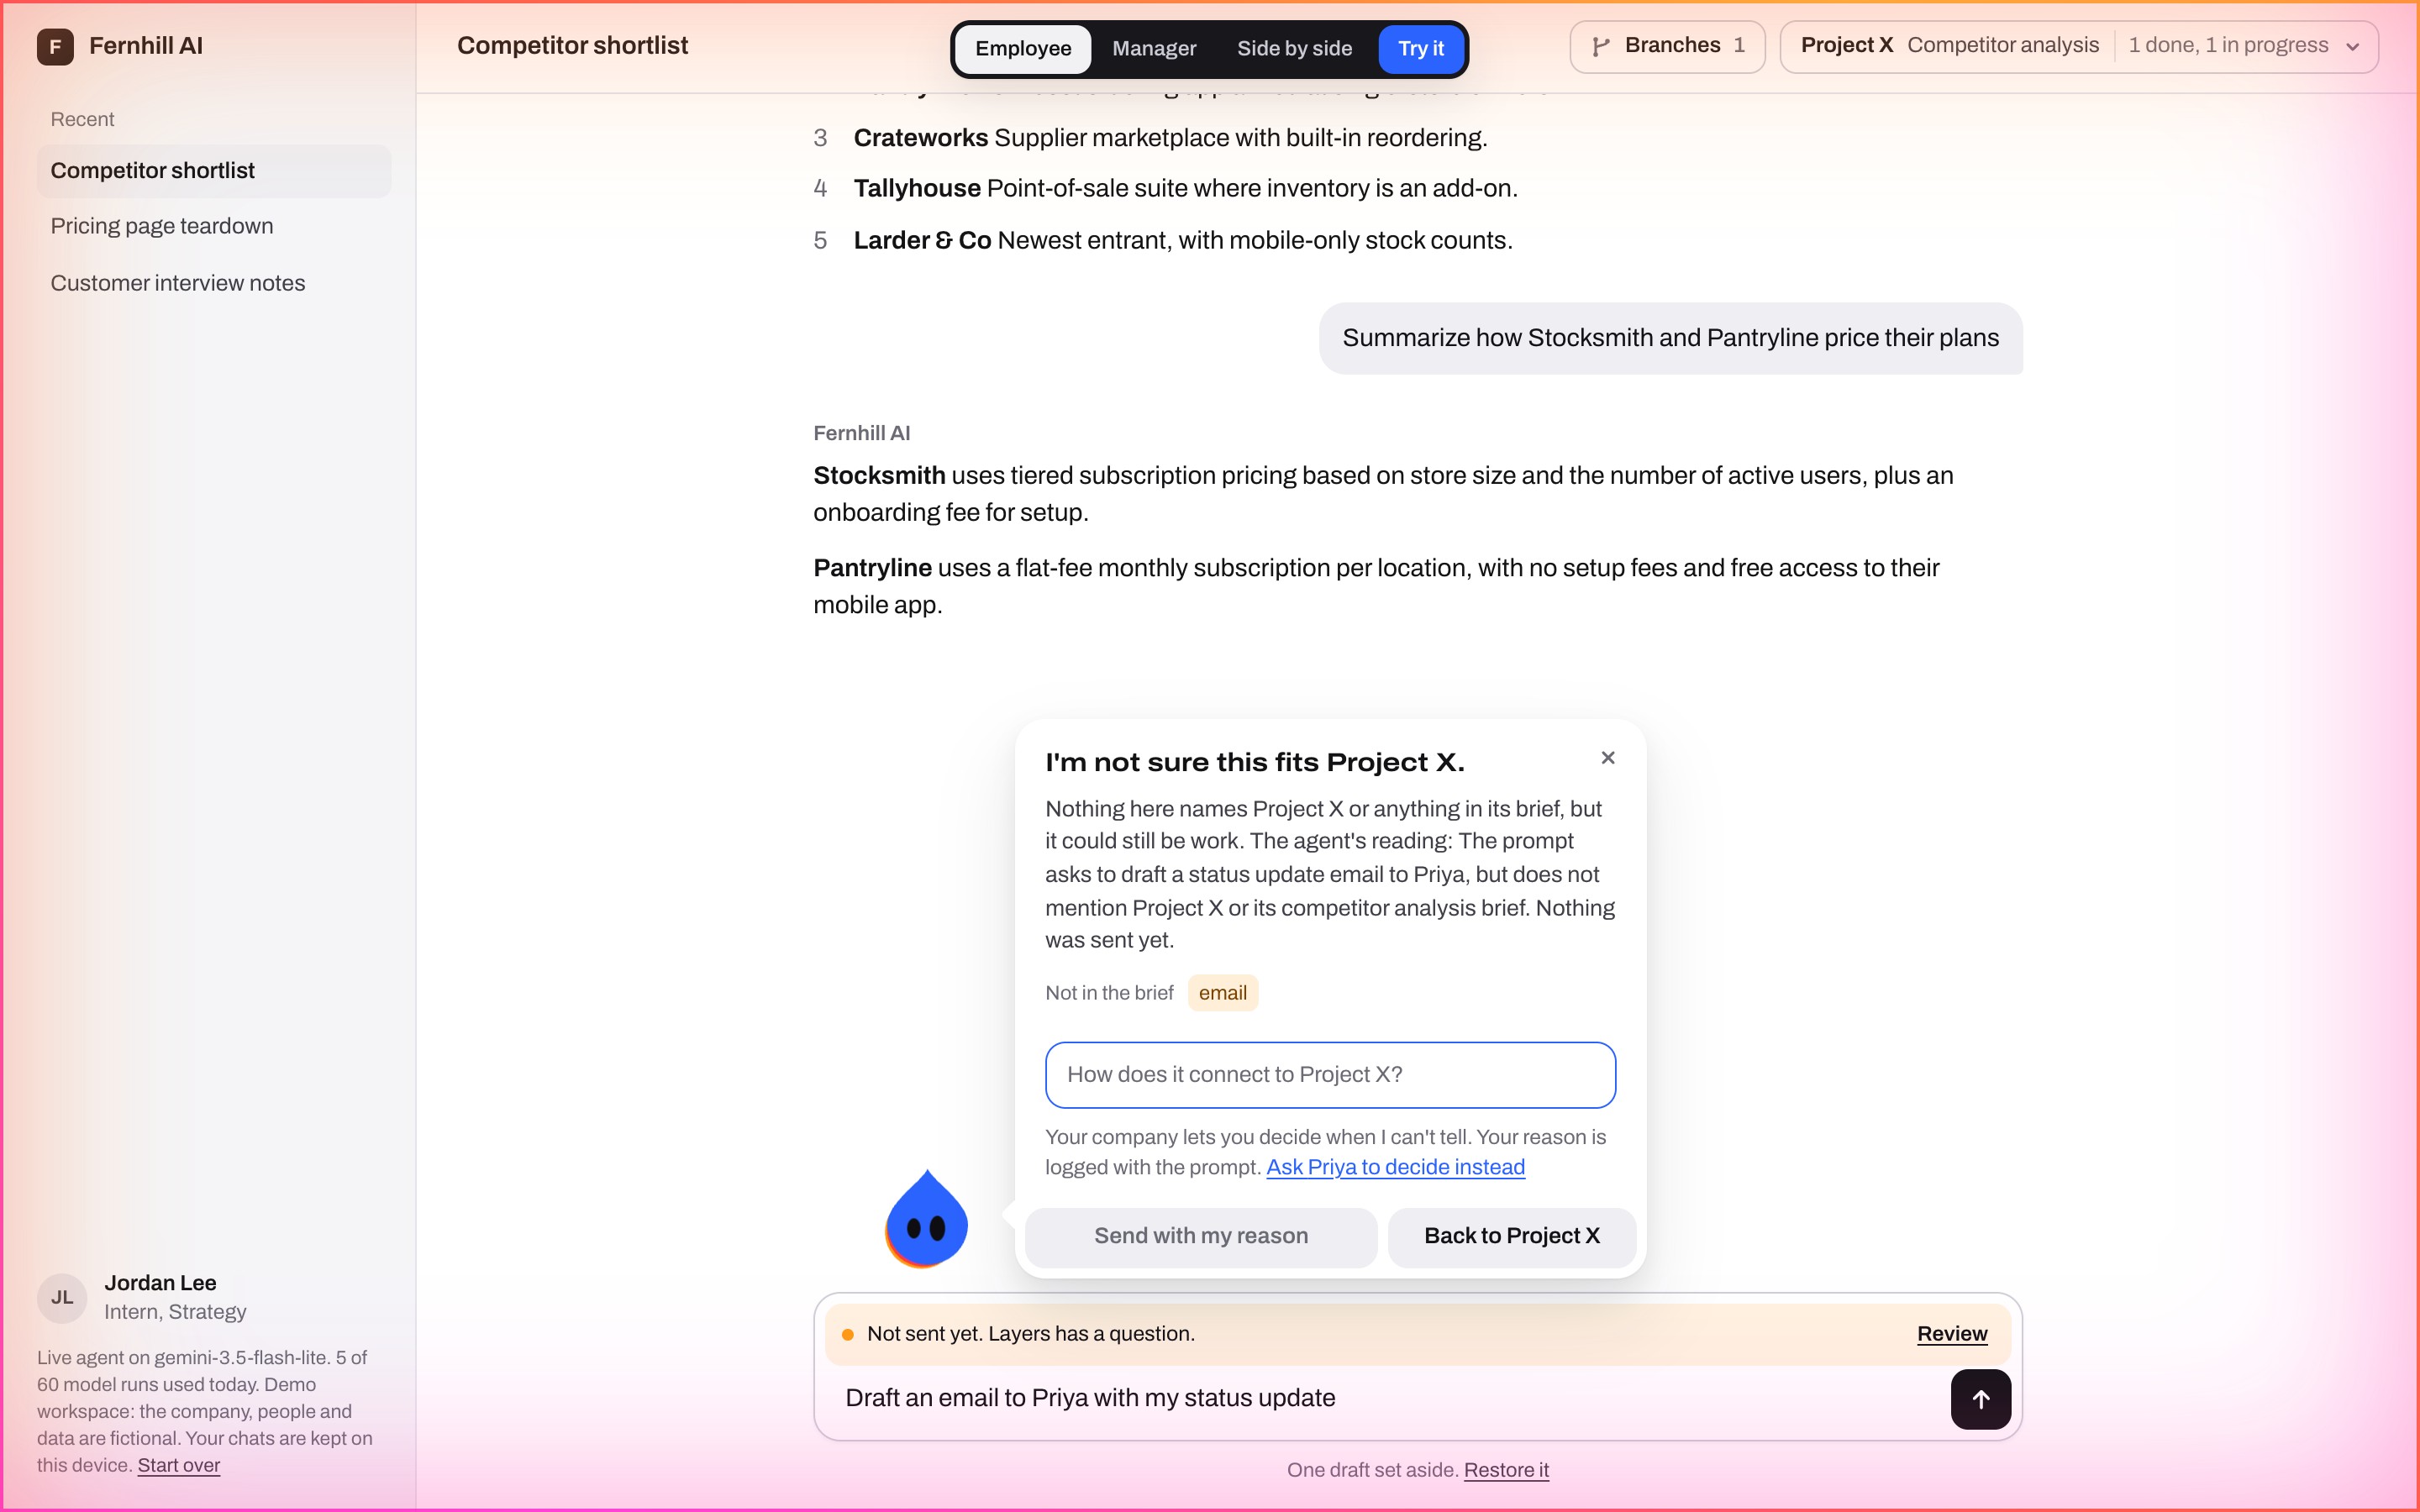 F Fernhill AI
Recent
Competitor shortlist
Pricing page teardown
Customer interview notes
JL
Jordan Lee
Intern, Strategy
Live agent on gemini-3.5-flash-lite. 5 of
60 model runs used today. Demo
workspace: the company, people and
data are fictional. Your chats are kept on
this device. Start over
Competitor shortlist
Employee Manager Side by side Try it
Branches 1
Project X Competitor analysis 1 done, 1 in progress
3 Crateworks Supplier marketplace with built-in reordering.
4 Tallyhouse Point-of-sale suite where inventory is an add-on.
5 Larder & Co Newest entrant, with mobile-only stock counts.
Summarize how Stocksmith and Pantryline price their plans
Fernhill AI
Stocksmith uses tiered subscription pricing based on store size and the number of active users, plus an
onboarding fee for setup.
Pantryline uses a flat-fee monthly subscription per location, with no setup fees and free access to their
mobile app.
I'm not sure this fits Project X.
Nothing here names Project X or anything in its brief, but
it could still be work. The agent's reading: The prompt
asks to draft a status update email to Priya, but does not
mention Project X or its competitor analysis brief. Nothing
was sent yet.
Not in the brief email
How does it connect to Project X?
Your company lets you decide when I can't tell. Your reason is
logged with the prompt. Ask Priya to decide instead
Send with my reason Back to Project X
Not sent yet. Layers has a question. Review
Draft an email to Priya with my status update
One draft set aside. Restore it